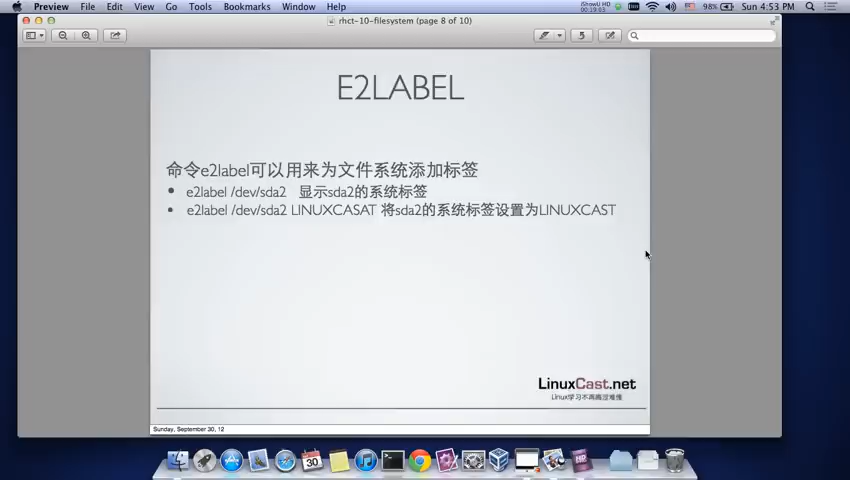 Preview File Edit View Go Tools Bookmarks Window Help
iShowU HD
98%
Sun 4:53 PM
rhct-10-filesystem (page 8 of 10)
E2LABEL
命令e2label可以用来为文件系统添加标签
• e2label /dev/sda2 显示sda2的系统标签
• e2label /dev/sda2 LINUXCASAT 将sda2的系统标签设置为LINUXCAST
LinuxCast.net
Sunday, September 30, 12
30